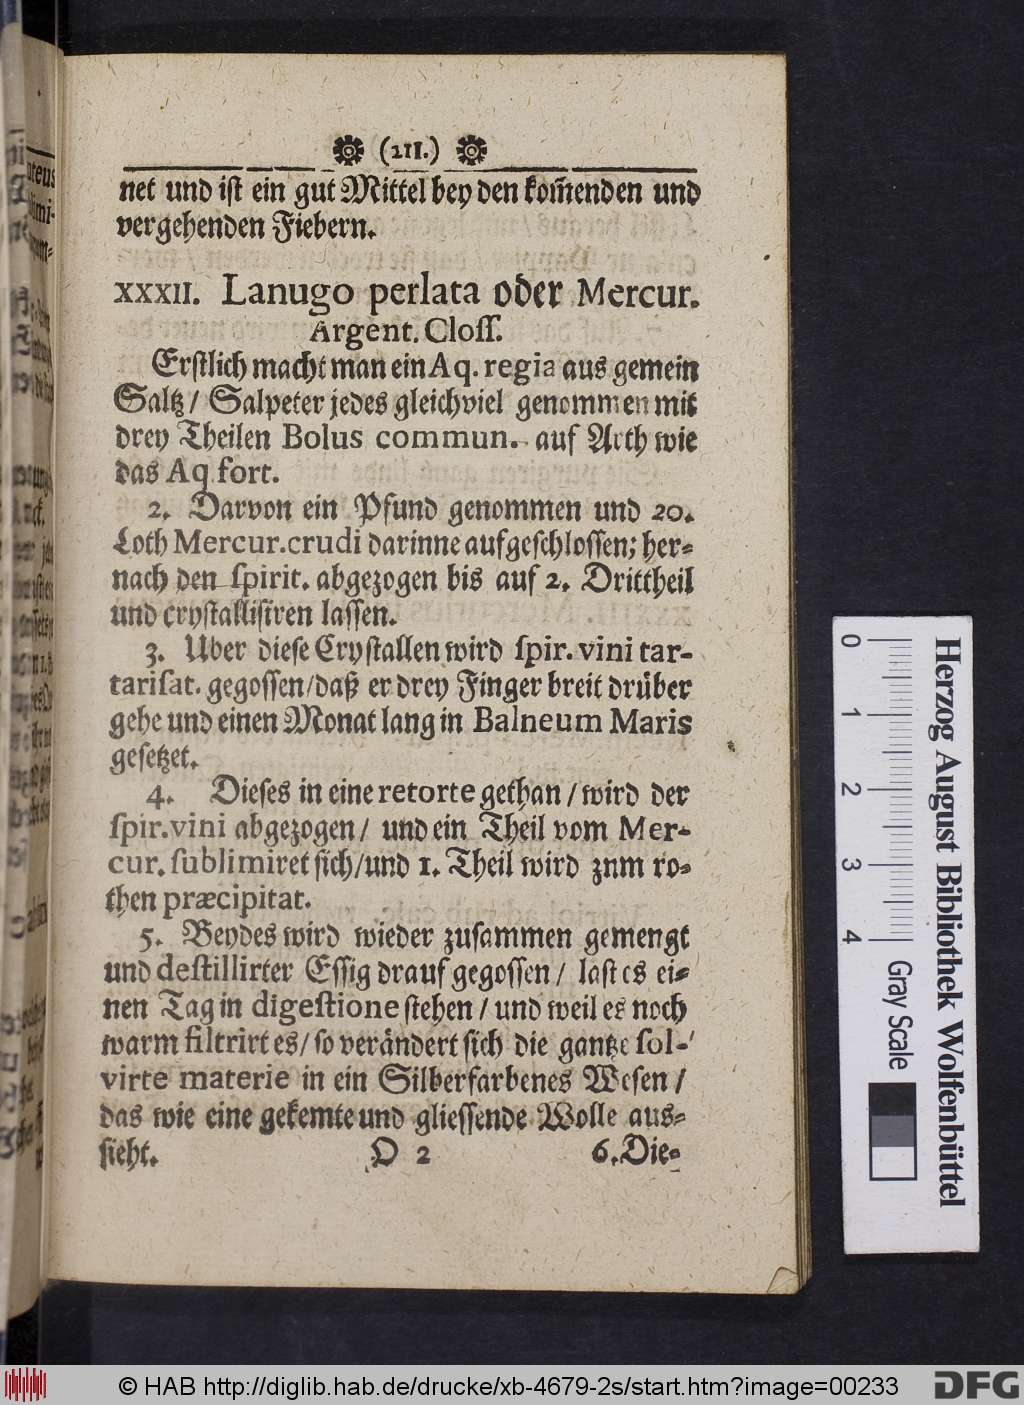 (211.)
net und ist ein gut Mittel bey den kom̃enden und
vergehenden Fiebern.
XXXII. Lanugo perlata oder Mercur.
Argent. Cloſſ.
Erſtlich macht man ein Aq. regia aus gemein
Saltz / Salpeter jedes gleichviel genommen mit
drey Theilen Bolus commun. auf Arth wie
das Aq. fort.
2. Darvon ein Pfund genommen und 20.
Loth Mercur. crudi darinne aufgeſchloſſen; her⸗
nach den ſpirit. abgezogen bis auf 2. Drittheil
und cryſtalliſiren laſſen.
3. Uber dieſe Cryſtallen wird ſpir. vini tar-
tariſat. gegoſſen / daß er drey Finger breit drüber
gehe und einen Monat lang in Balneum Maris
geſetzet.
4. Dieſes in eine retorte gethan / wird der
ſpir. vini abgezogen / und ein Theil vom Mer-
cur. ſublimiret ſich / und 1. Theil wird znm ro⸗
then præcipitat.
5. Beydes wird wieder zuſammen gemengt
und deſtillirter Eſſig drauf gegoſſen / laſt es ei⸗
nen Tag in digeſtione ſtehen / und weil es noch
warm filtrirt es / ſo verändert ſich die gantze ſol-
virte materie in ein Silberfarbenes Weſen /
das wie eine gekemte und glieſſende Wolle aus⸗
ſieht.
O 2
6. Die⸗
0 1 2 3 4
Gray Scale
Herzog August Bibliothek Wolfenbüttel
© HAB http://diglib.hab.de/drucke/xb-4679-2s/start.htm?image=00233
DFG